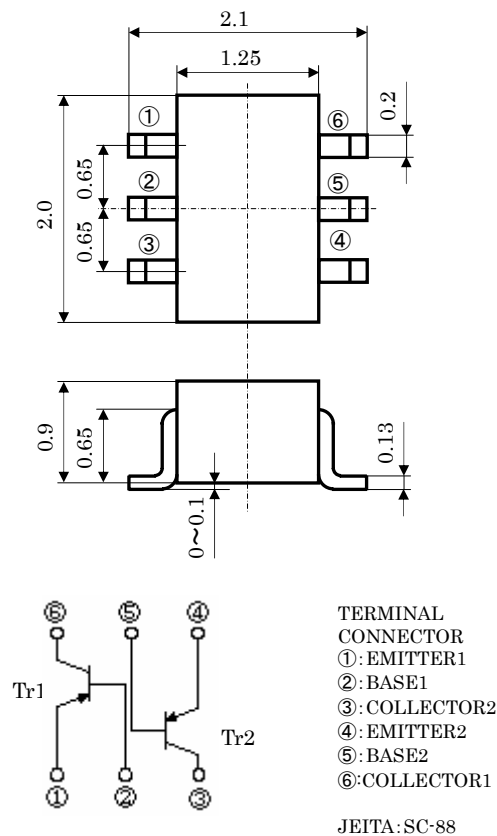 2.1
1.25
① ⑥
0.2
0.65
② ⑤
2.0
0.65
③ ④
0.9
0.65
0.13
0~0.1
⑥ ⑤ ④
Tr1
Tr2
① ② ③
TERMINAL
CONNECTOR
①:EMITTER1
②:BASE1
③:COLLECTOR2
④:EMITTER2
⑤:BASE2
⑥:COLLECTOR1
JEITA:SC-88